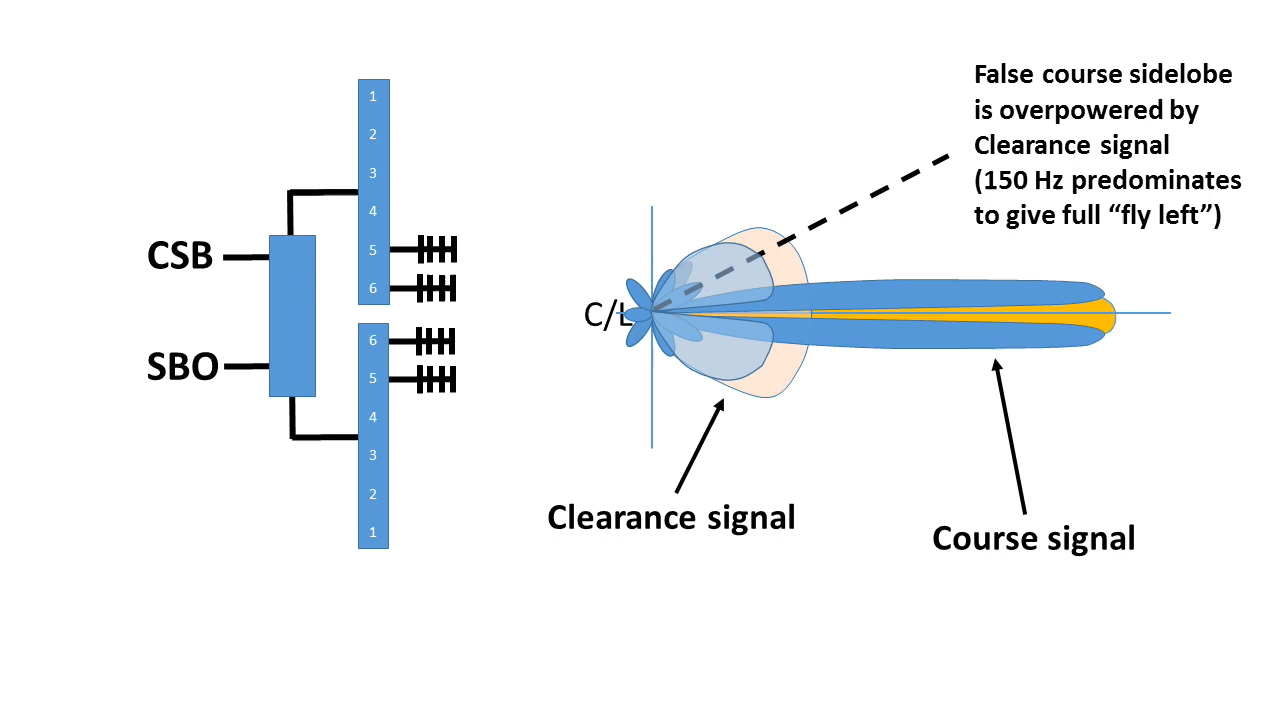 1
2
3
4
5
6
6
5
4
3
2
1
CSB
SBO
C/L
False course sidelobe
is overpowered by
Clearance signal
(150 Hz predominates
to give full “fly left”)
Clearance signal
Course signal